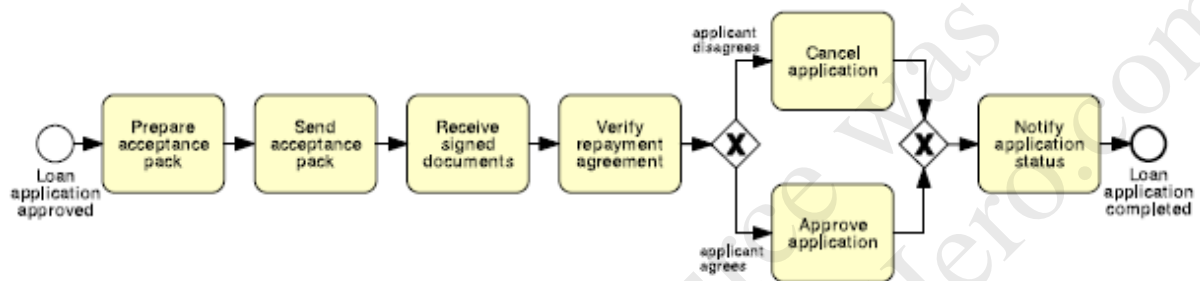 Loan
application
approved
Prepare
acceptance
pack
Send
acceptance
pack
Receive
signed
documents
Verify
repayment
agreement
X
applicant
disagrees
Cancel
application
applicant
agrees
Approve
application
X
Notify
application
status
Loan
application
completed
was